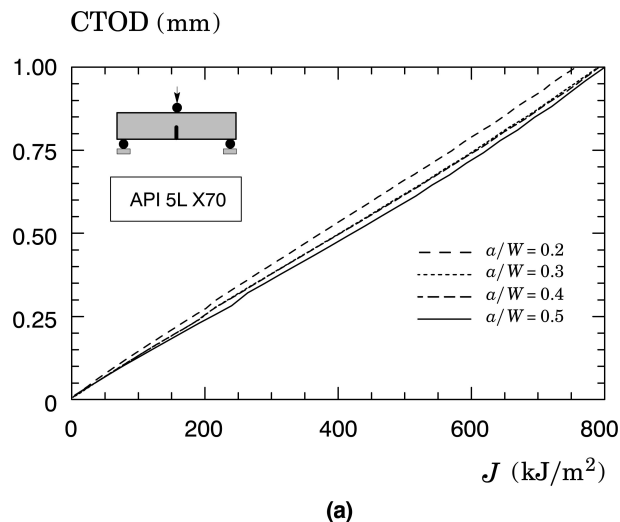 CTOD (mm)
1.00
0.75
0.50
0.25
0
API 5L X70
a/W = 0.2
a/W = 0.3
a/W = 0.4
a/W = 0.5
0 200 400 600 800
J (kJ/m²)
(a)